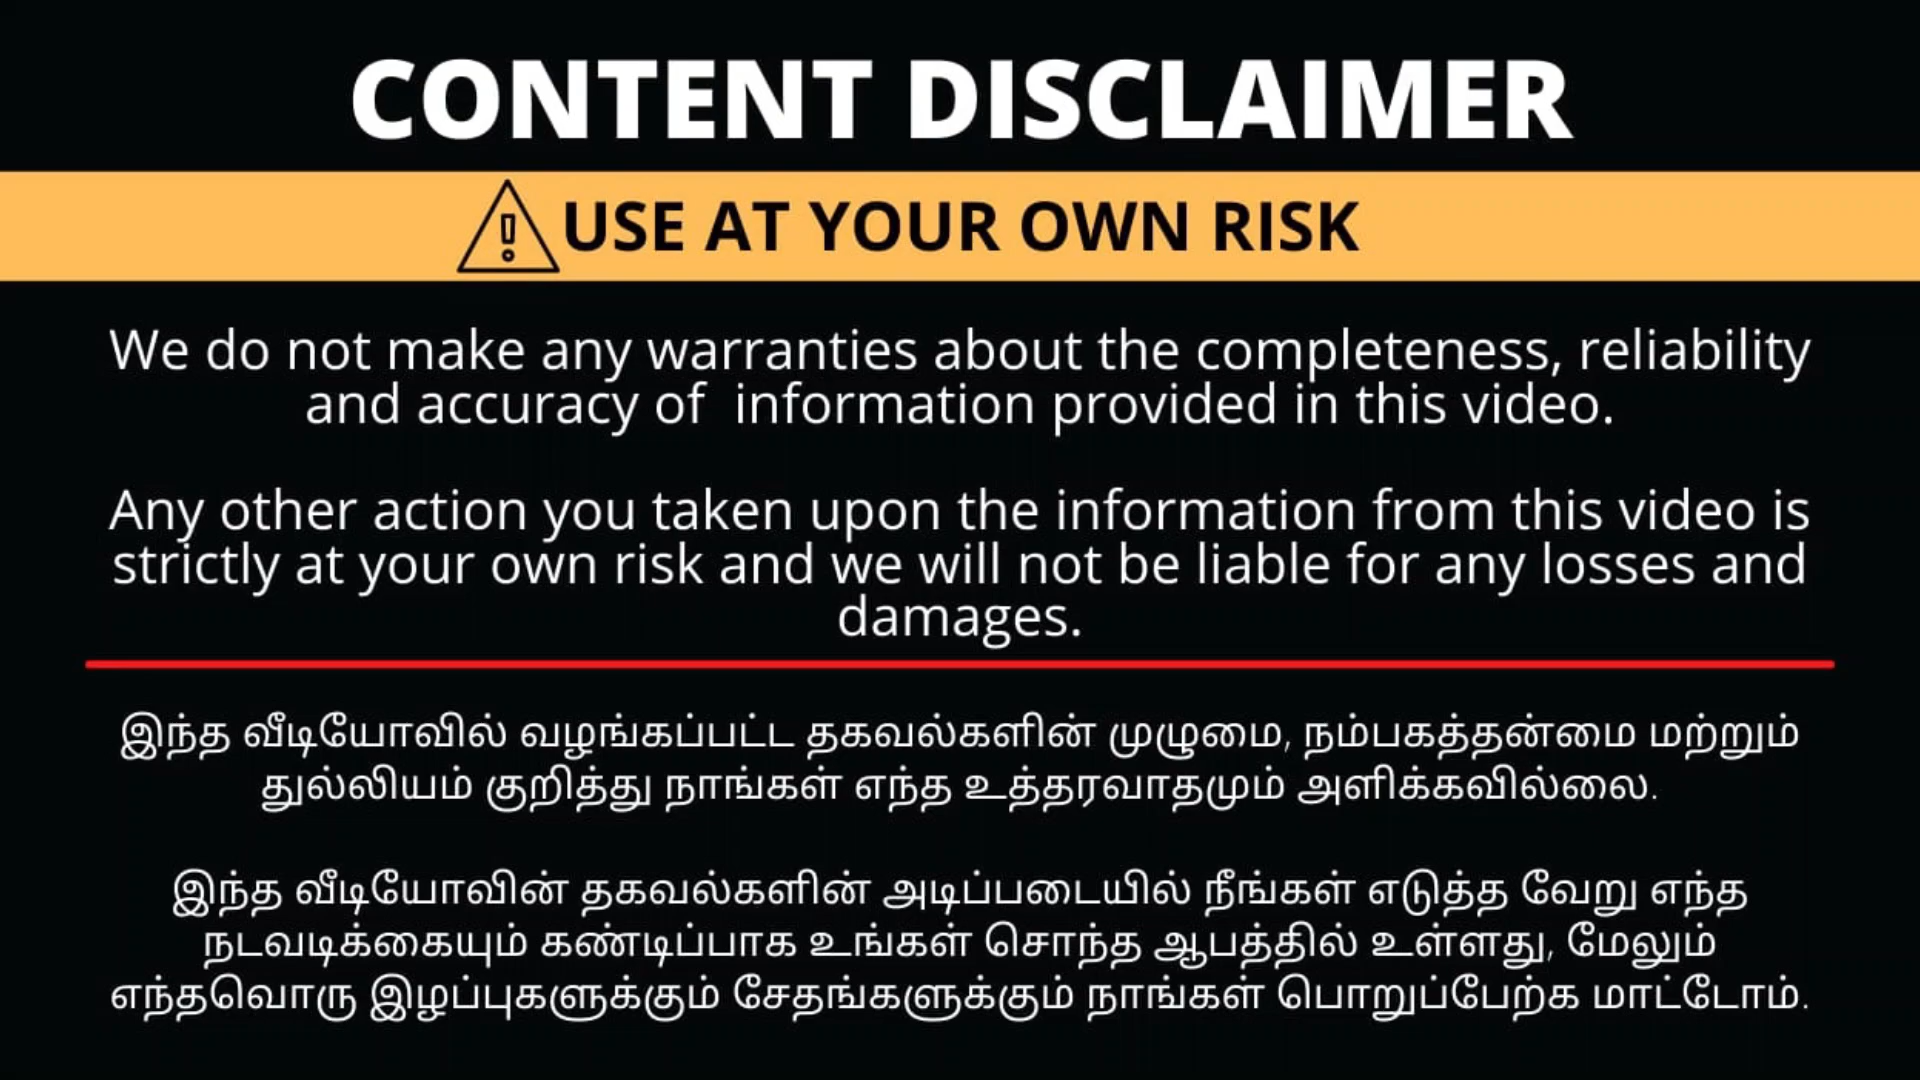 CONTENT DISCLAIMER
USE AT YOUR OWN RISK
We do not make any warranties about the completeness, reliability
and accuracy of information provided in this video.
Any other action you taken upon the information from this video is
strictly at your own risk and we will not be liable for any losses and
damages.
இந்த வீடியோவில் வழங்கப்பட்ட தகவல்களின் முழுமை, நம்பகத்தன்மை மற்றும்
துல்லியம் குறித்து நாங்கள் எந்த உத்தரவாதமும் அளிக்கவில்லை.
இந்த வீடியோவின் தகவல்களின் அடிப்படையில் நீங்கள் எடுத்த வேறு எந்த
நடவடிக்கையும் கண்டிப்பாக உங்கள் சொந்த ஆபத்தில் உள்ளது, மேலும்
எந்தவொரு இழப்புகளுக்கும் சேதங்களுக்கும் நாங்கள் பொறுப்பேற்க மாட்டோம்.